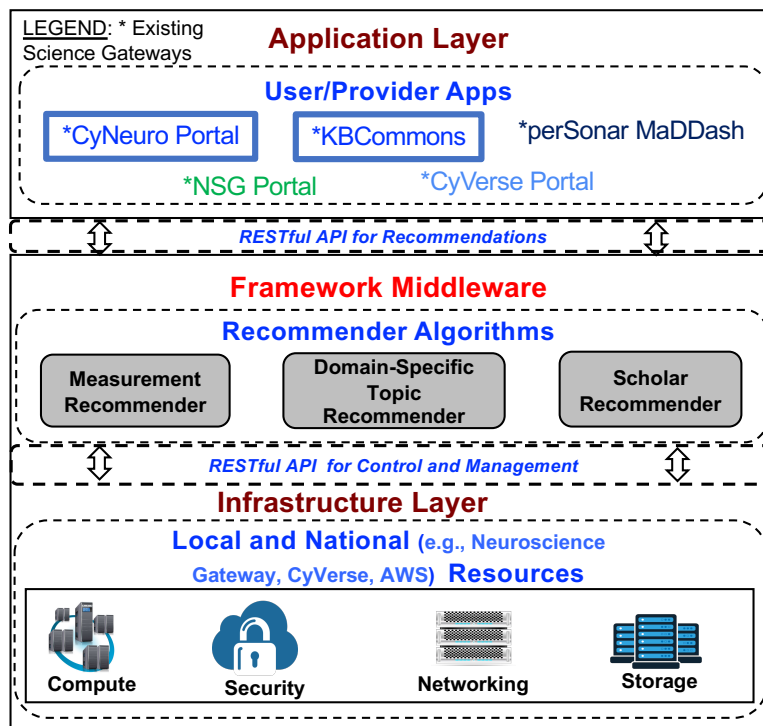 LEGEND: * Existing
Science Gateways
Application Layer
User/Provider Apps
*CyNeuro Portal
*KBCommons
*perSonar MaDDash
*NSG Portal
*CyVerse Portal
RESTful API for Recommendations
Framework Middleware
Recommender Algorithms
Measurement
Recommender
Domain-Specific
Topic
Recommender
Scholar
Recommender
RESTful API for Control and Management
Infrastructure Layer
Local and National (e.g., Neuroscience
Gateway, CyVerse, AWS) Resources
Compute
Security
Networking
Storage